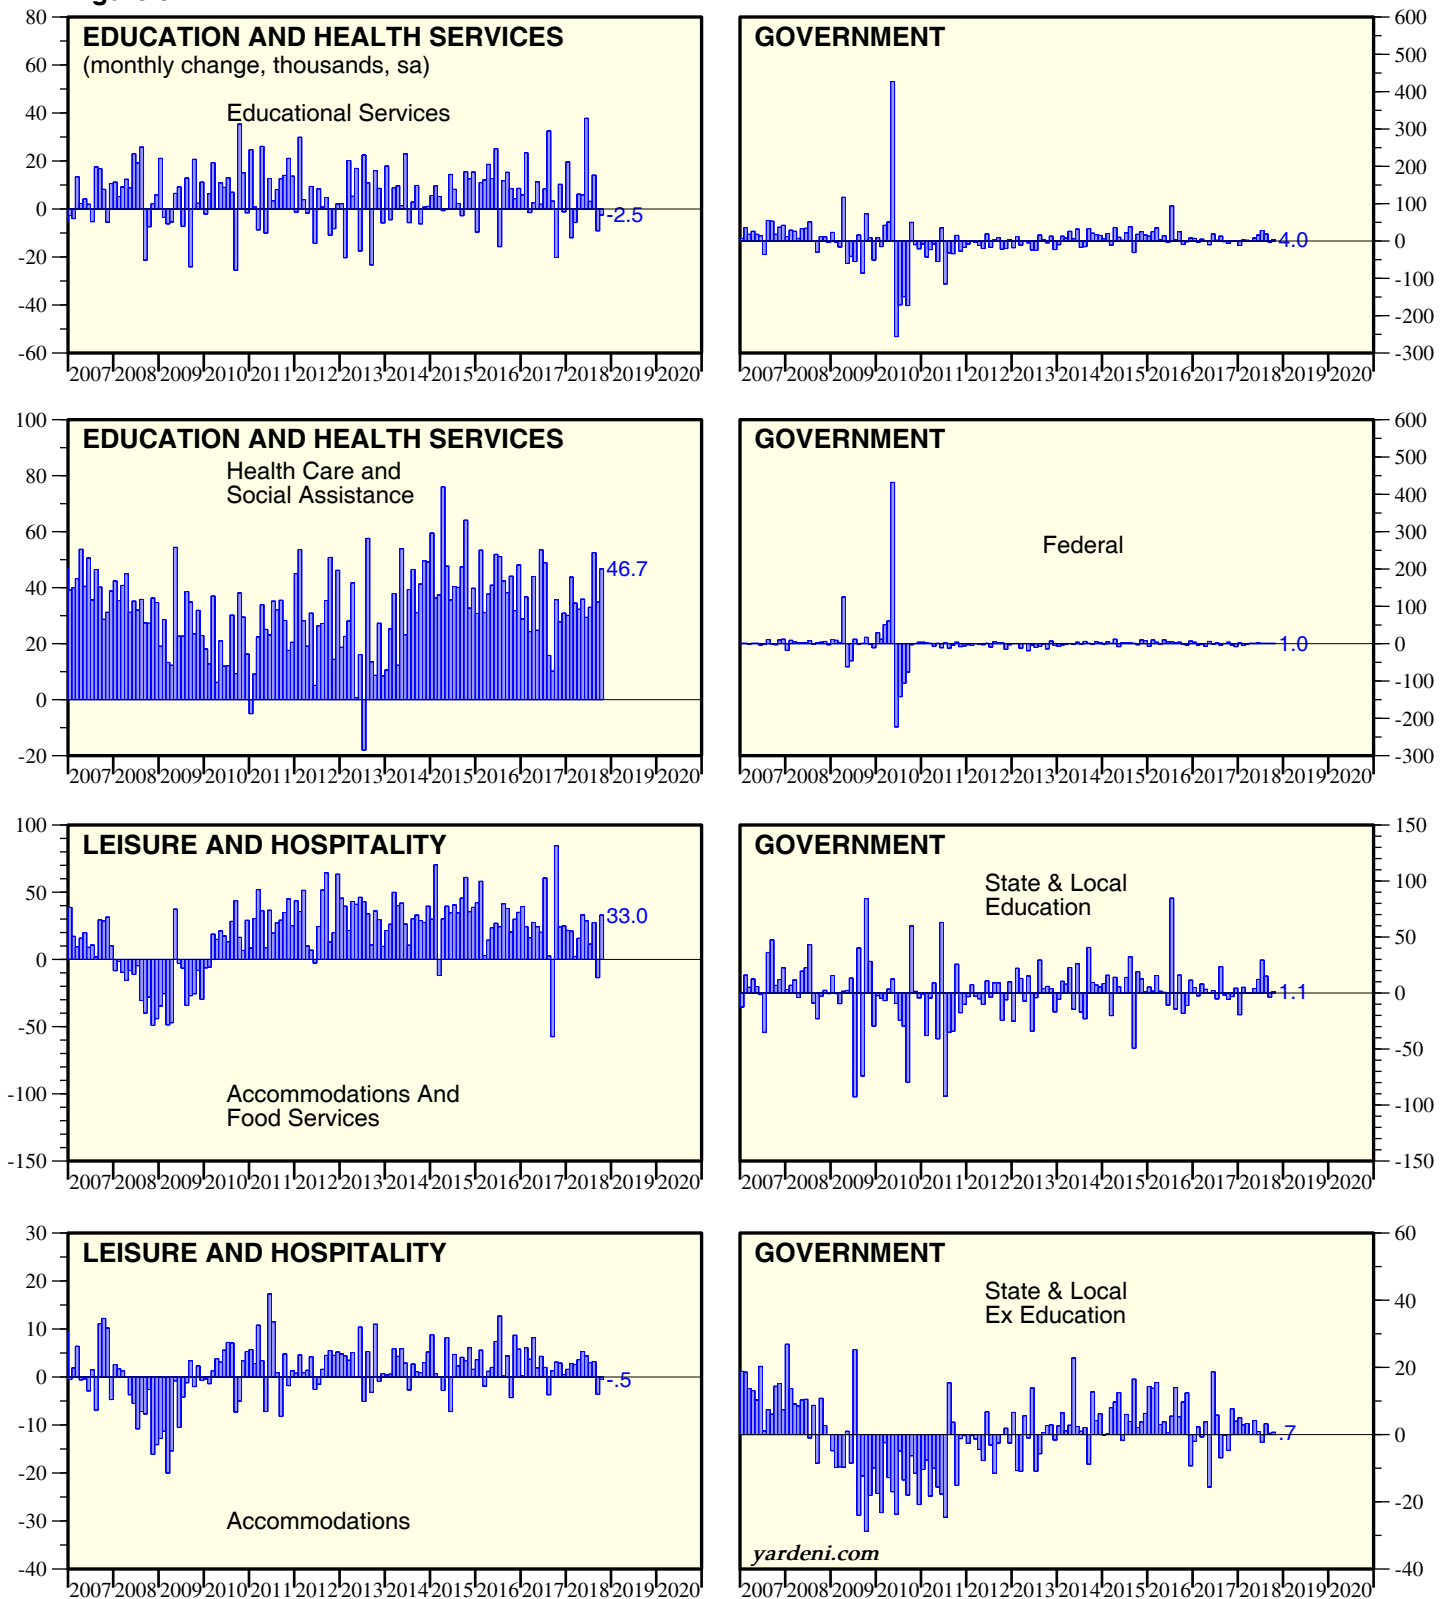 80
60
40
20
0
-20
-40
-60
EDUCATION AND HEALTH SERVICES
(monthly change, thousands, sa)
Educational Services
-2.5
2007 2008 2009 2010 2011 2012 2013 2014 2015 2016 2017 2018 2019 2020
600
500
400
300
200
100
0
-100
-200
-300
GOVERNMENT
4.0
2007 2008 2009 2010 2011 2012 2013 2014 2015 2016 2017 2018 2019 2020
100
80
60
40
20
0
-20
EDUCATION AND HEALTH SERVICES
Health Care and
Social Assistance
46.7
2007 2008 2009 2010 2011 2012 2013 2014 2015 2016 2017 2018 2019 2020
600
500
400
300
200
100
0
-100
-200
-300
GOVERNMENT
Federal
1.0
2007 2008 2009 2010 2011 2012 2013 2014 2015 2016 2017 2018 2019 2020
100
50
0
-50
-100
-150
LEISURE AND HOSPITALITY
33.0
Accommodations And
Food Services
2007 2008 2009 2010 2011 2012 2013 2014 2015 2016 2017 2018 2019 2020
150
100
50
0
-50
-100
-150
GOVERNMENT
State & Local
Education
1.1
2007 2008 2009 2010 2011 2012 2013 2014 2015 2016 2017 2018 2019 2020
30
20
10
0
-10
-20
-30
-40
LEISURE AND HOSPITALITY
-.5
Accommodations
2007 2008 2009 2010 2011 2012 2013 2014 2015 2016 2017 2018 2019 2020
60
40
20
0
-20
-40
GOVERNMENT
State & Local
Ex Education
.7
yardeni.com
2007 2008 2009 2010 2011 2012 2013 2014 2015 2016 2017 2018 2019 2020